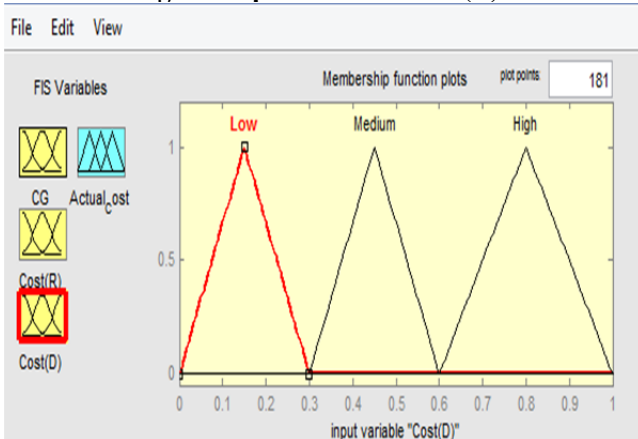 File Edit View
FIS Variables
Membership function plots
plot points:
181
Low
Medium
High
1
0.5
0
0 0.1 0.2 0.3 0.4 0.5 0.6 0.7 0.8 0.9 1
input variable "Cost(D)"
CG
Actual_Cost
Cost(R)
Cost(D)